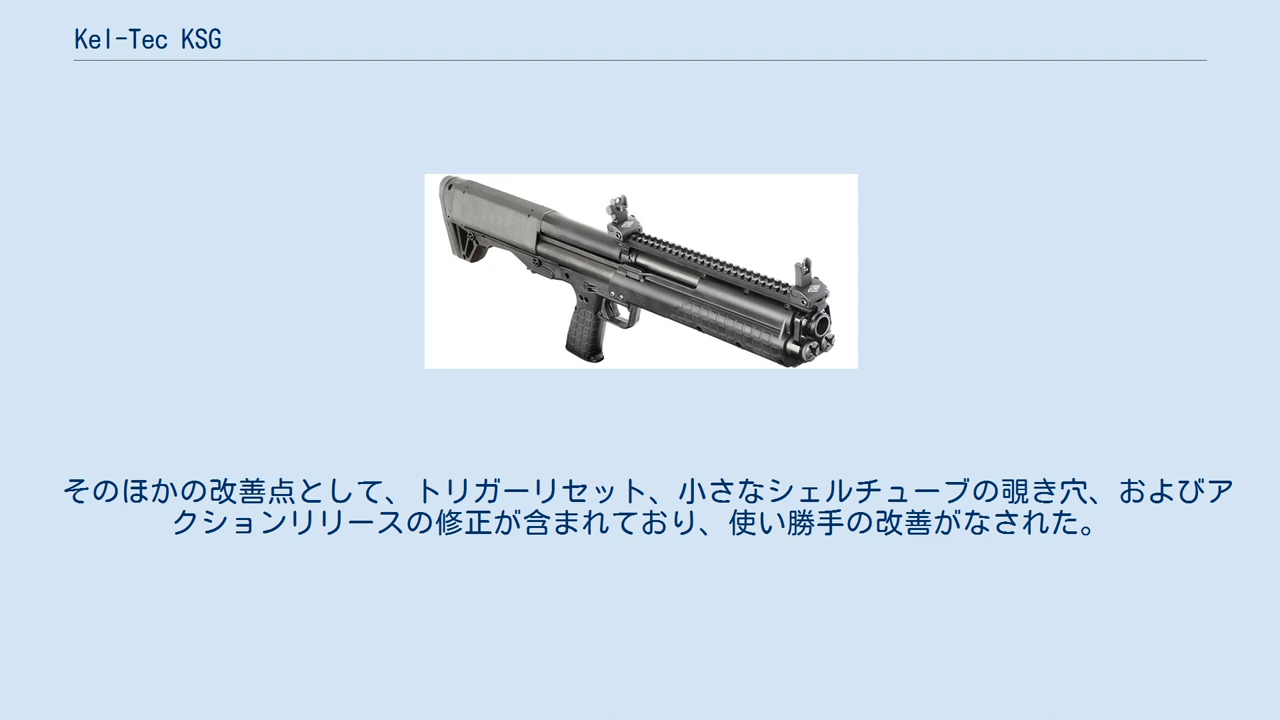 Kel-Tec KSG
そのほかの改善点として、トリガーリセット、小さなシェルチューブの覗き穴、およびア
クションリリースの修正が含まれており、使い勝手の改善がなされた。